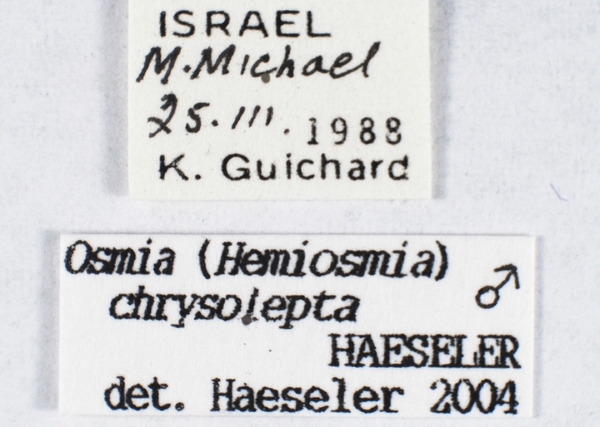 ISRAEL
M. Michael
25.III.1988
K. Guichard
Osmia (Hemiosmia) ♂
chrysolepta
HAESELER
det. Haeseler 2004